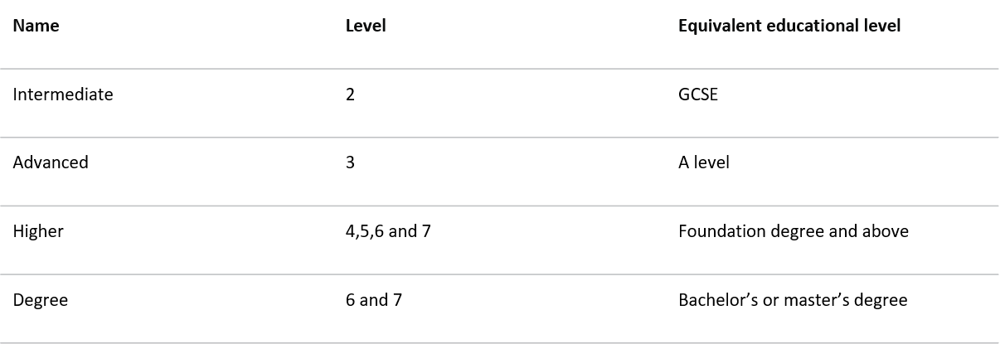 Name Level Equivalent educational level
Intermediate 2 GCSE
Advanced 3 A level
Higher 4,5,6 and 7 Foundation degree and above
Degree 6 and 7 Bachelor’s or master’s degree